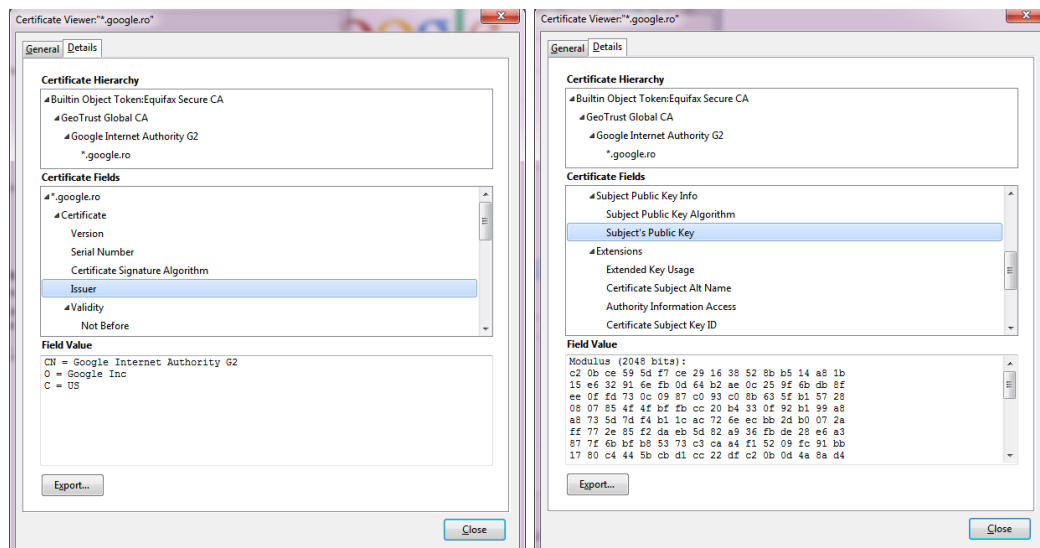 Certificate Viewer:"*.google.ro"
General Details
Certificate Hierarchy
Builtin Object Token:Equifax Secure CA
GeoTrust Global CA
Google Internet Authority G2
*.google.ro
Certificate Fields
*.google.ro
Certificate
Version
Serial Number
Certificate Signature Algorithm
Issuer
Validity
Not Before
Field Value
CN = Google Internet Authority G2
O = Google Inc
C = US
Export...
Close
Certificate Viewer:"*.google.ro"
General Details
Certificate Hierarchy
Builtin Object Token:Equifax Secure CA
GeoTrust Global CA
Google Internet Authority G2
*.google.ro
Certificate Fields
Subject Public Key Info
Subject Public Key Algorithm
Subject's Public Key
Extensions
Extended Key Usage
Certificate Subject Alt Name
Authority Information Access
Certificate Subject Key ID
Field Value
Modulus (2048 bits):
c2 0b ce 59 5d f7 ce 29 16 38 52 8b b5 14 a8 1b
15 e6 32 91 6e fb 0d 64 b2 ae 0c 25 9f 6b db 8f
ee 0f fd 73 0c 09 87 c0 93 c0 8b 63 5f b1 57 28
08 07 85 4f 4f bf fb cc 20 b4 33 0f 92 b1 99 a8
a8 73 5d 7d f4 b1 1c ac 72 6e ec bb 2d b0 07 2a
ff 77 2e 85 f2 da eb 5d 82 a9 36 fb de 28 e6 a3
87 7f 6b bf b8 53 73 c3 ca a4 f1 52 09 fc 91 bb
17 80 c4 44 5b cb d1 cc 22 df c2 0b 0d 4a 8a d4
Export...
Close